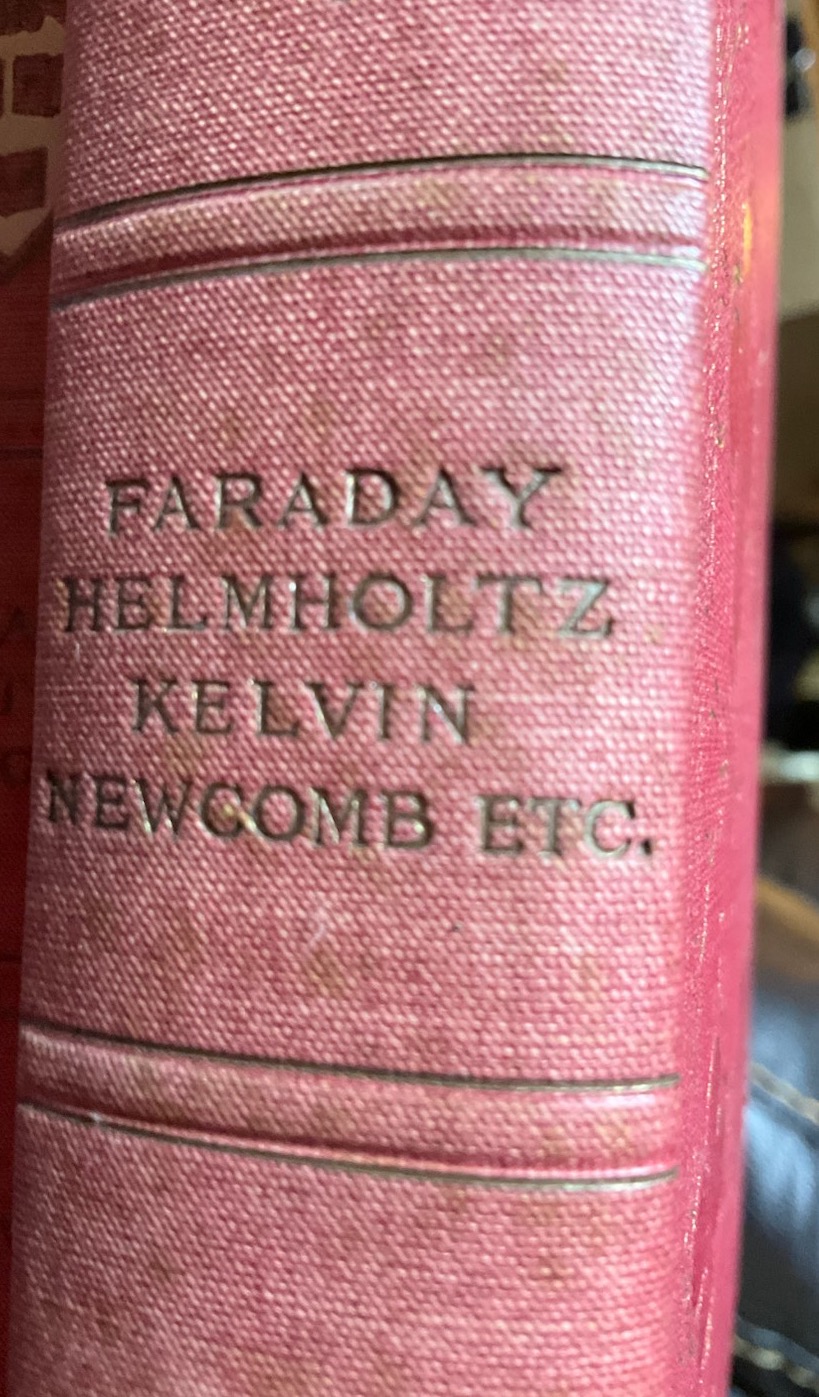 FARADAY
HELMHOLTZ
KELVIN
NEWCOMB ETC.